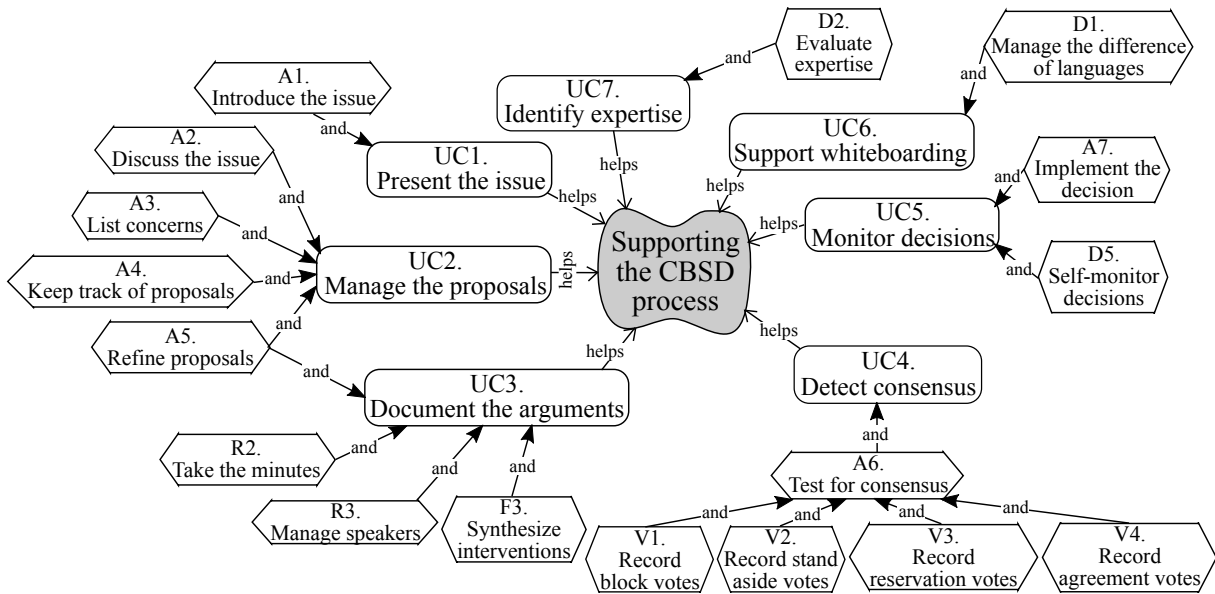 D2.
Evaluate
expertise
and
D1.
Manage the difference
of languages
and
A1.
Introduce the issue
and
UC7.
Identify expertise
helps
UC6.
Support whiteboarding
helps
A2.
Discuss the issue
and
UC1.
Present the issue
helps
A7.
Implement the
decision
and
A3.
List concerns
and
UC5.
Monitor decisions
helps
Supporting
the CBSD
process
UC2.
Manage the proposals
helps
A4.
Keep track of proposals
and
D5.
Self-monitor
decisions
and
A5.
Refine proposals
and
and
UC3.
Document the arguments
helps
UC4.
Detect consensus
helps
R2.
Take the minutes
and
and
and
and
A6.
Test for consensus
R3.
Manage speakers
F3.
Synthesize
interventions
and
and
and
and
V1.
Record
block votes
V2.
Record stand
aside votes
V3.
Record
reservation votes
V4.
Record
agreement votes